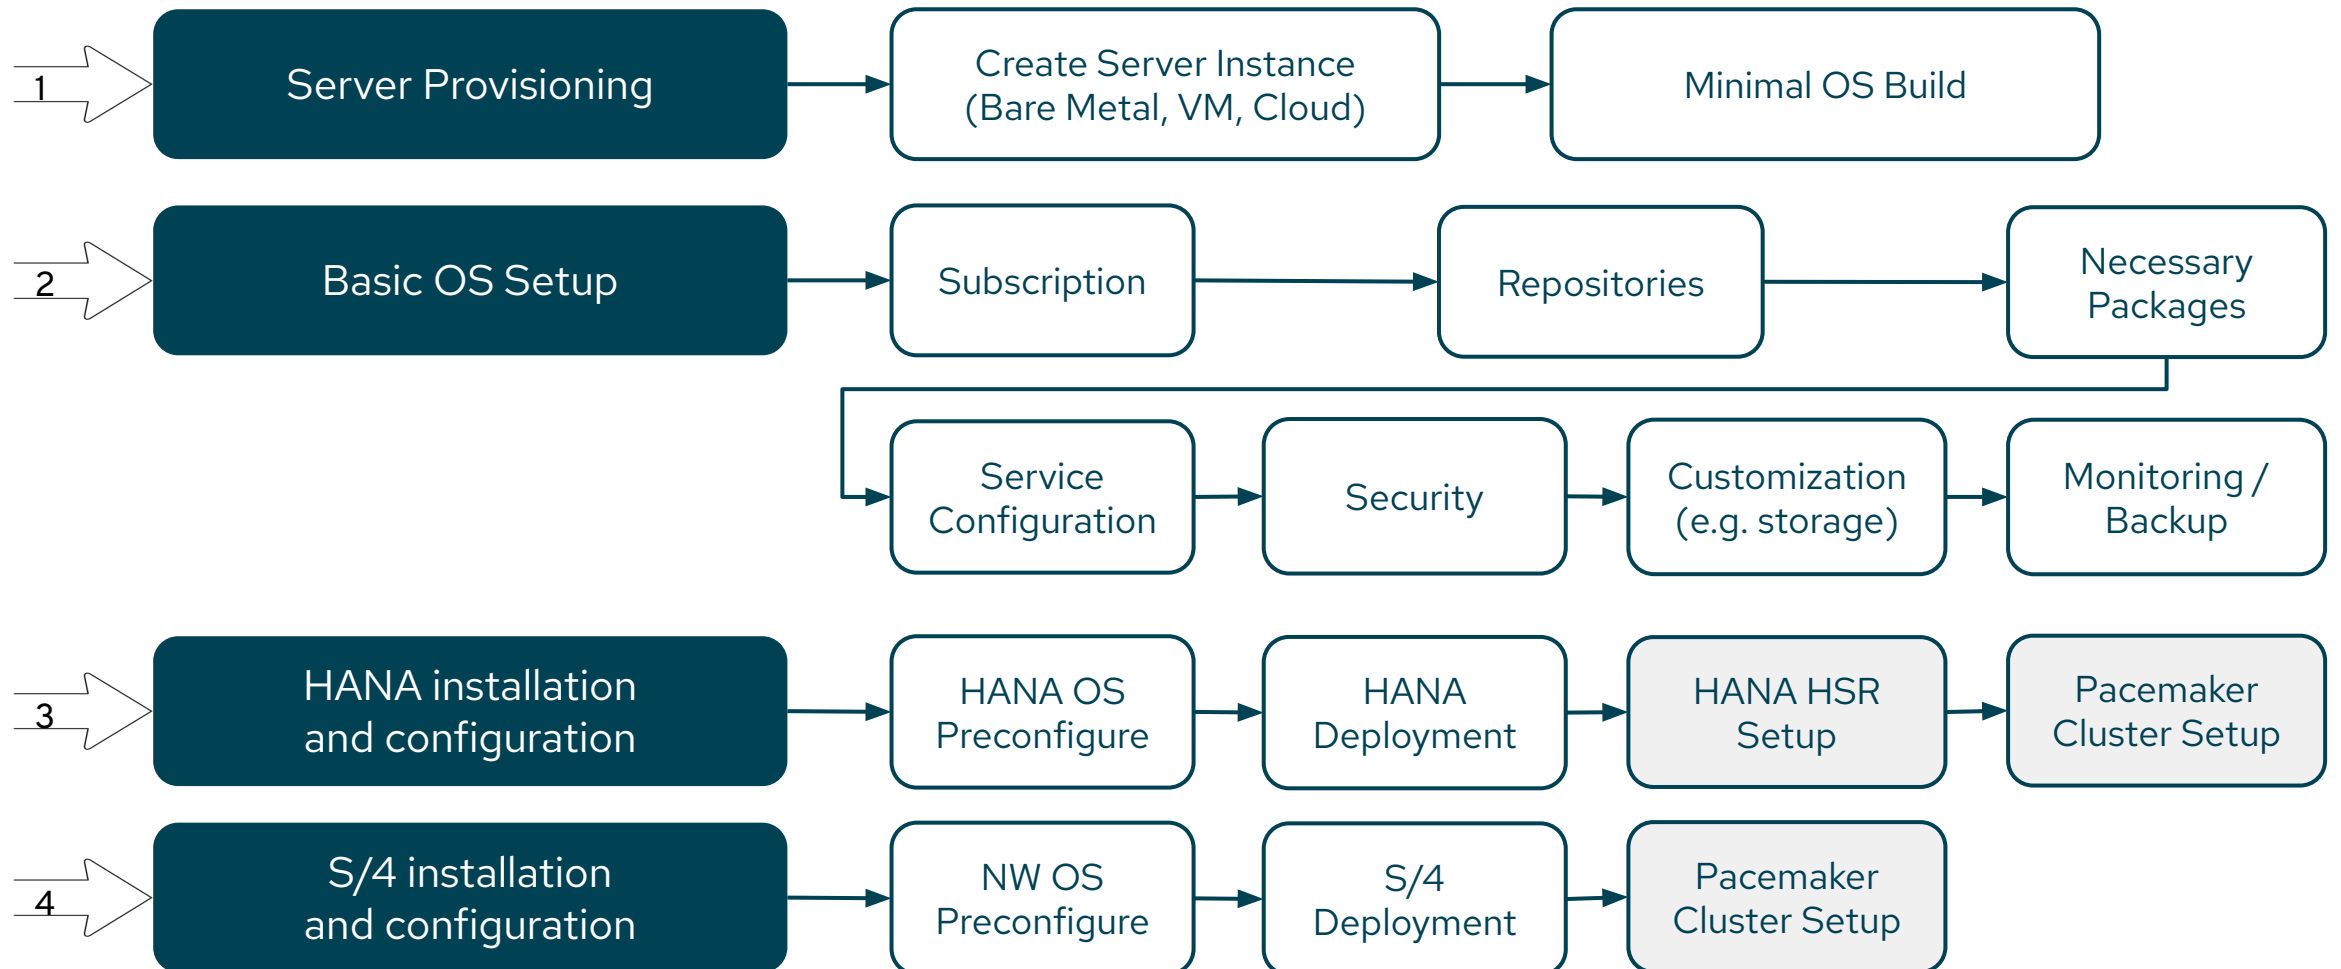 1
Server Provisioning
Create Server Instance
(Bare Metal, VM, Cloud)
Minimal OS Build
2
Basic OS Setup
Subscription
Repositories
Necessary
Packages
Service
Configuration
Security
Customization
(e.g. storage)
Monitoring /
Backup
3
HANA installation
and configuration
HANA OS
Preconfigure
HANA
Deployment
HANA HSR
Setup
Pacemaker
Cluster Setup
4
S/4 installation
and configuration
NW OS
Preconfigure
S/4
Deployment
Pacemaker
Cluster Setup